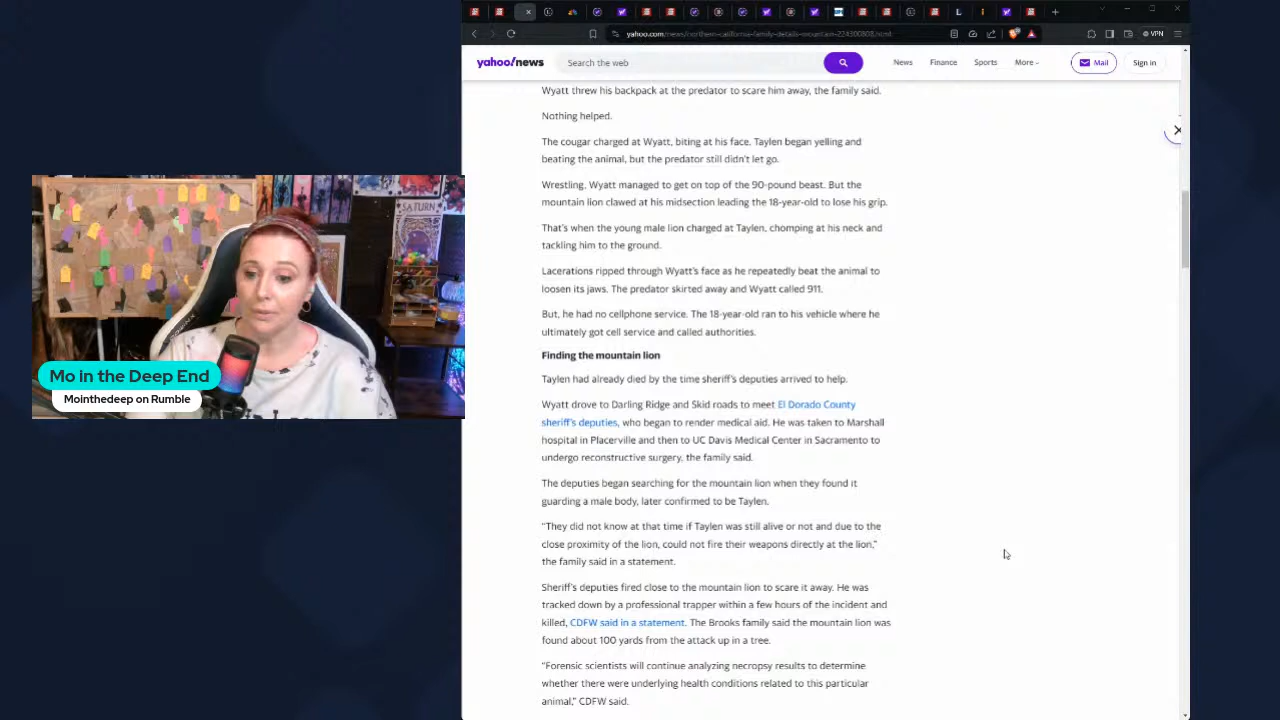 yahoo.com/news/northern-california-family-details-mountain-224300808.html
VPN
yahoo!news
Search the web
News
Finance
Sports
More
Mail
Sign in
Wyatt threw his backpack at the predator to scare him away, the family said.
Nothing helped.
The cougar charged at Wyatt, biting at his face. Taylen began yelling and
beating the animal, but the predator still didn't let go.
Wrestling, Wyatt managed to get on top of the 90-pound beast. But the
mountain lion clawed at his midsection leading the 18-year-old to lose his grip.
That's when the young male lion charged at Taylen, chomping at his neck and
tackling him to the ground.
Lacerations ripped through Wyatt's face as he repeatedly beat the animal to
loosen its jaws. The predator skirted away and Wyatt called 911.
But, he had no cellphone service. The 18-year-old ran to his vehicle where he
ultimately got cell service and called authorities.
Finding the mountain lion
Taylen had already died by the time sheriff's deputies arrived to help.
Wyatt drove to Darling Ridge and Skid roads to meet El Dorado County
sheriff's deputies, who began to render medical aid. He was taken to Marshall
hospital in Placerville and then to UC Davis Medical Center in Sacramento to
undergo reconstructive surgery, the family said.
The deputies began searching for the mountain lion when they found it
guarding a male body, later confirmed to be Taylen.
"They did not know at that time if Taylen was still alive or not and due to the
close proximity of the lion, could not fire their weapons directly at the lion,"
the family said in a statement.
Sheriff's deputies fired close to the mountain lion to scare it away. He was
tracked down by a professional trapper within a few hours of the incident and
killed, CDFW said in a statement. The Brooks family said the mountain lion was
found about 100 yards from the attack up in a tree.
"Forensic scientists will continue analyzing necropsy results to determine
whether there were underlying health conditions related to this particular
animal," CDFW said.
SATURN
Mo in the Deep End
Mointhedeep on Rumble